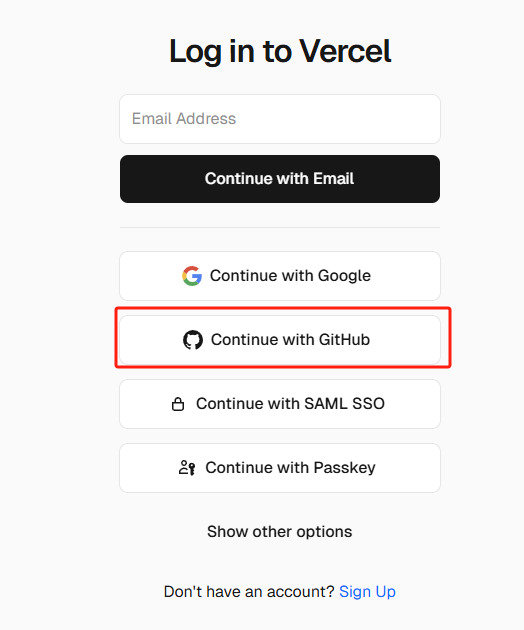 Log in to Vercel
Email Address
Continue with Email
Continue with Google
Continue with GitHub
Continue with SAML SSO
Continue with Passkey
Show other options
Don't have an account? Sign Up